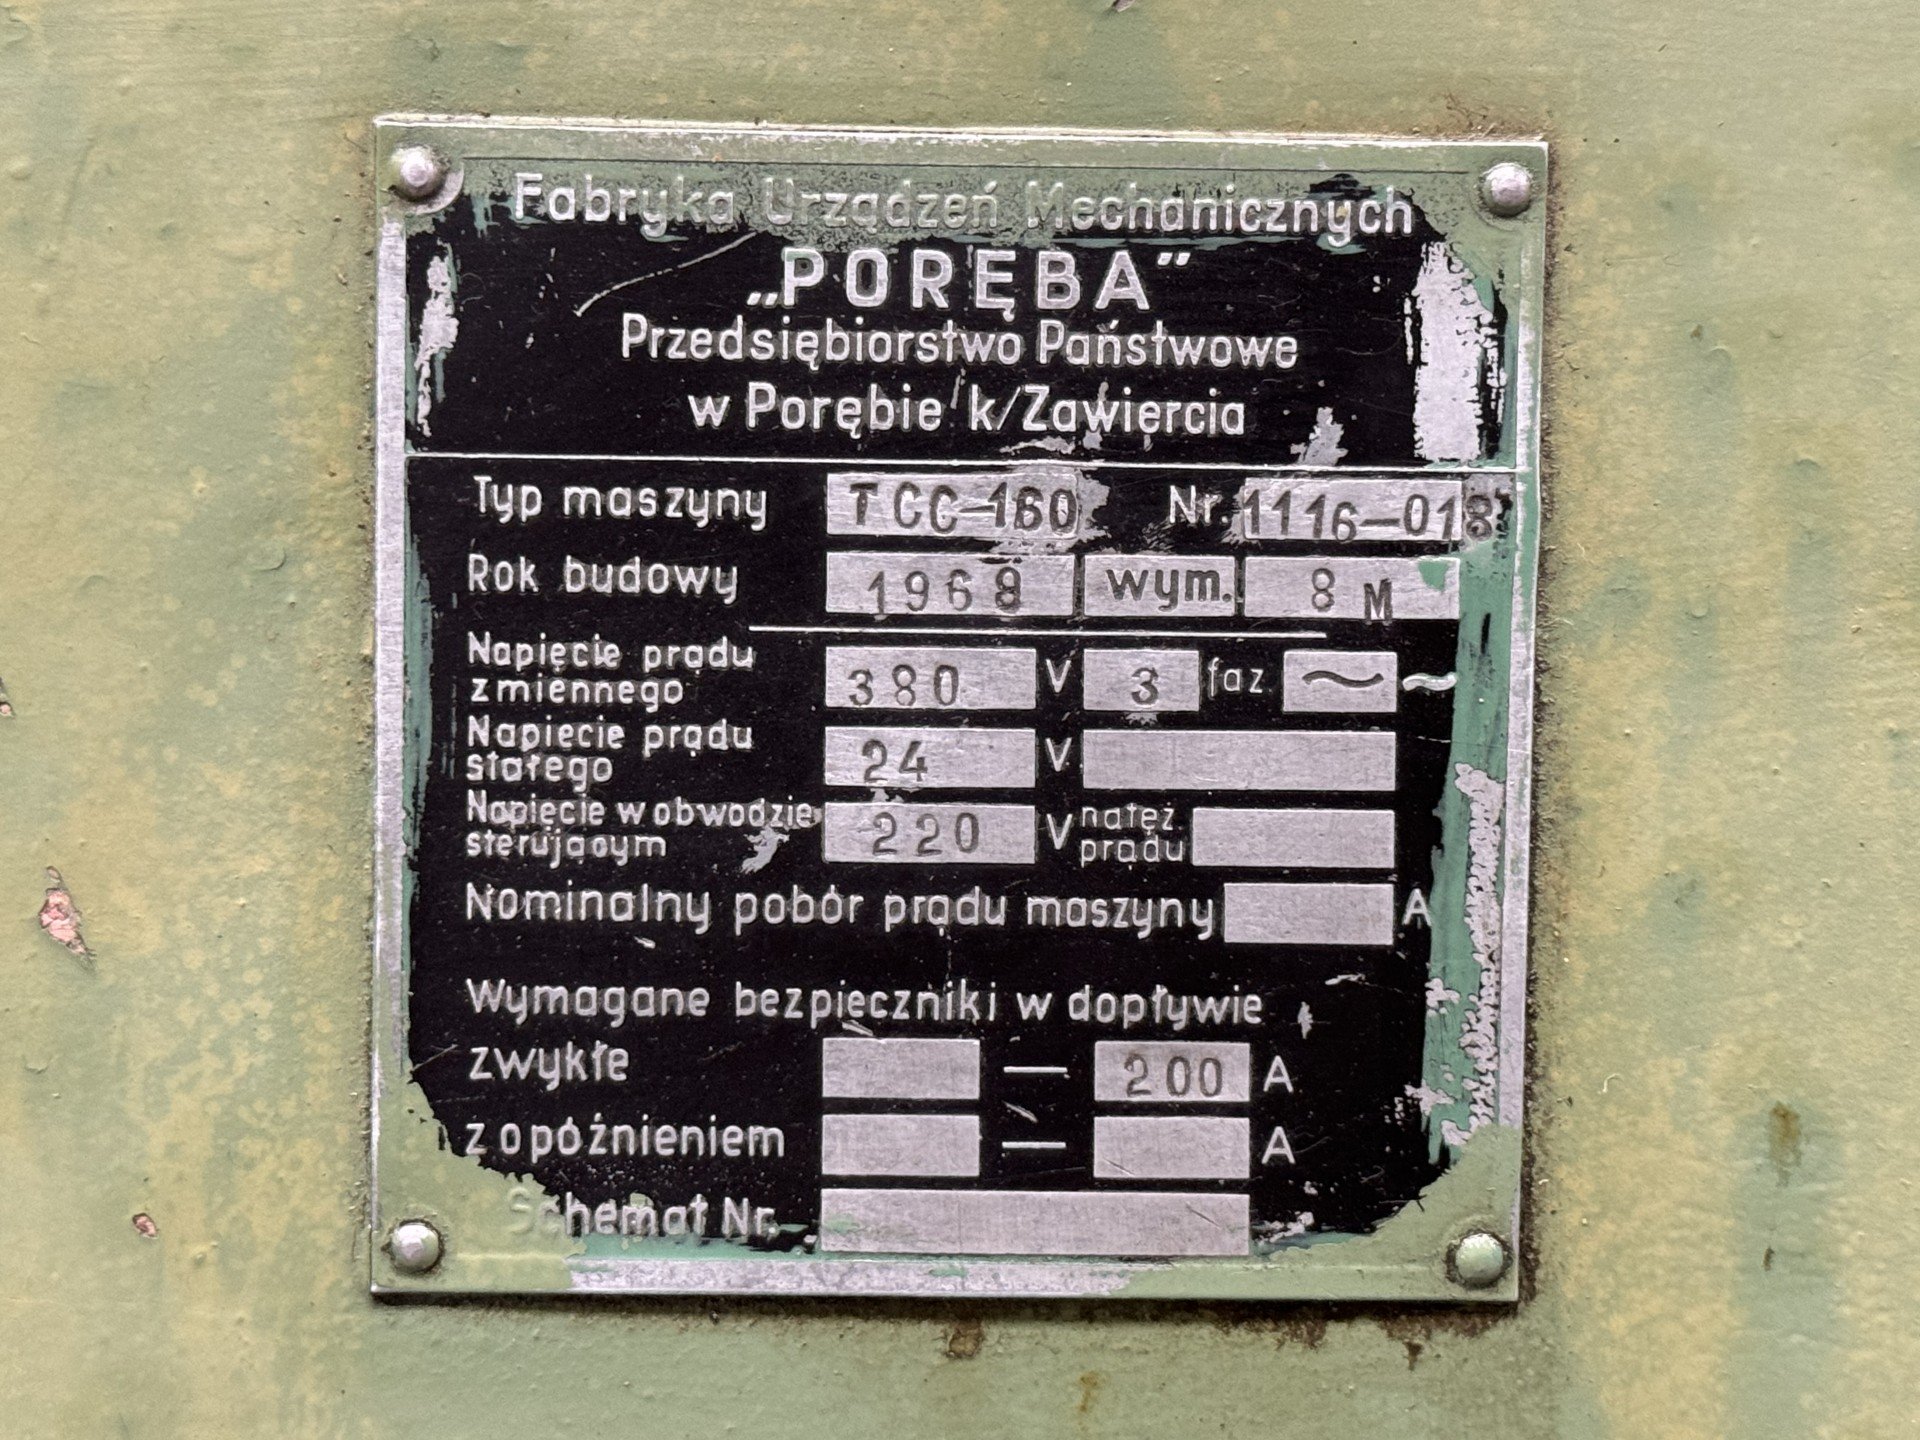 Fabryka Urządzeń Mechanicznych
„PORĘBA”
Przedsiębiorstwo Państwowe
w Porębie k/Zawiercia
Typ maszyny TCC-160 Nr. 1116-018
Rok budowy 1968 wym. 8 M
Napięcie prądu zmiennego 380 V 3 faz. ~ ~
Napięcie prądu stałego 24 V
Napięcie w obwodzie sterującym 220 V natęż. prądu
Nominalny pobór prądu maszyny A
Wymagane bezpieczniki w dopływie
zwykłe — 200 A
z opóźnieniem — A
Schemat Nr.